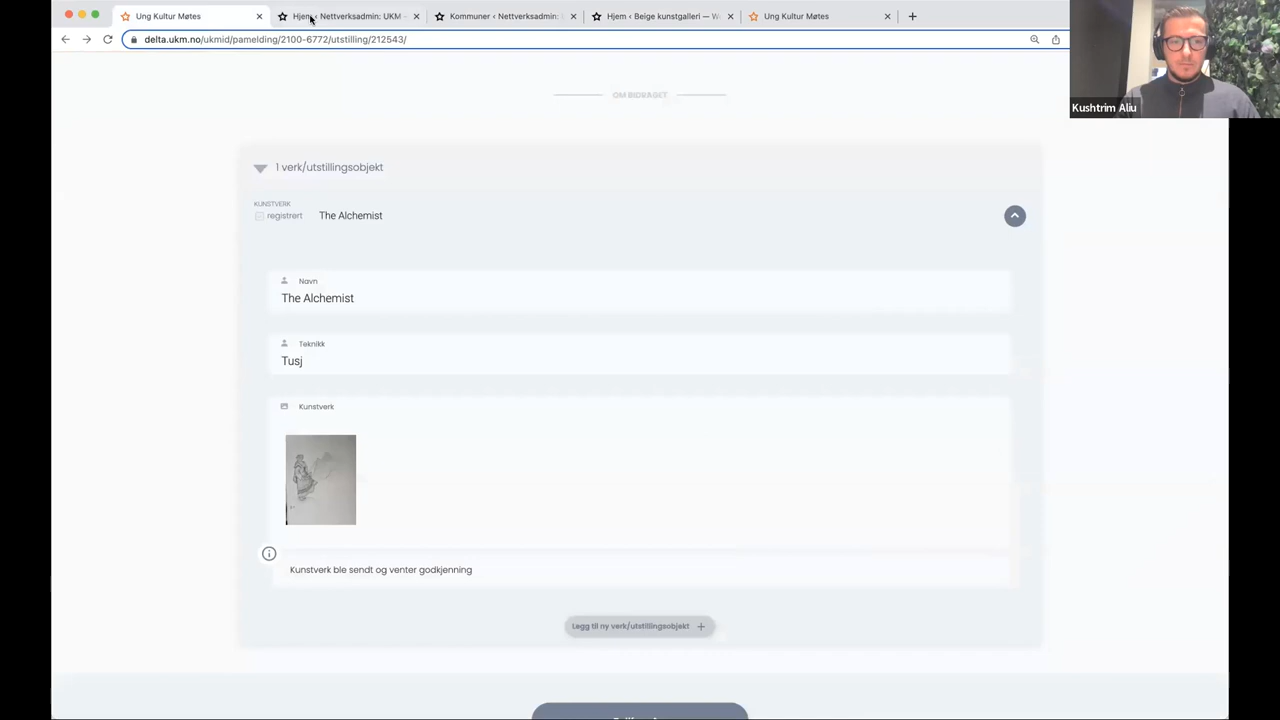 Ung Kultur Møtes
Hjem ‹ Nettverksadmin: UKM
Kommuner ‹ Nettverksadmin:
Hjem ‹ Beige kunstgalleri — W
Ung Kultur Møtes
delta.ukm.no/ukmid/pamelding/2100-6772/utstilling/212543/
Kushtrim Aliu
OM BIDRAGET
1 verk/utstillingsobjekt
KUNSTVERK
registrert
The Alchemist
Navn
The Alchemist
Teknikk
Tusj
Kunstverk
Kunstverk ble sendt og venter godkjenning
Legg til ny verk/utstillingsobjekt +